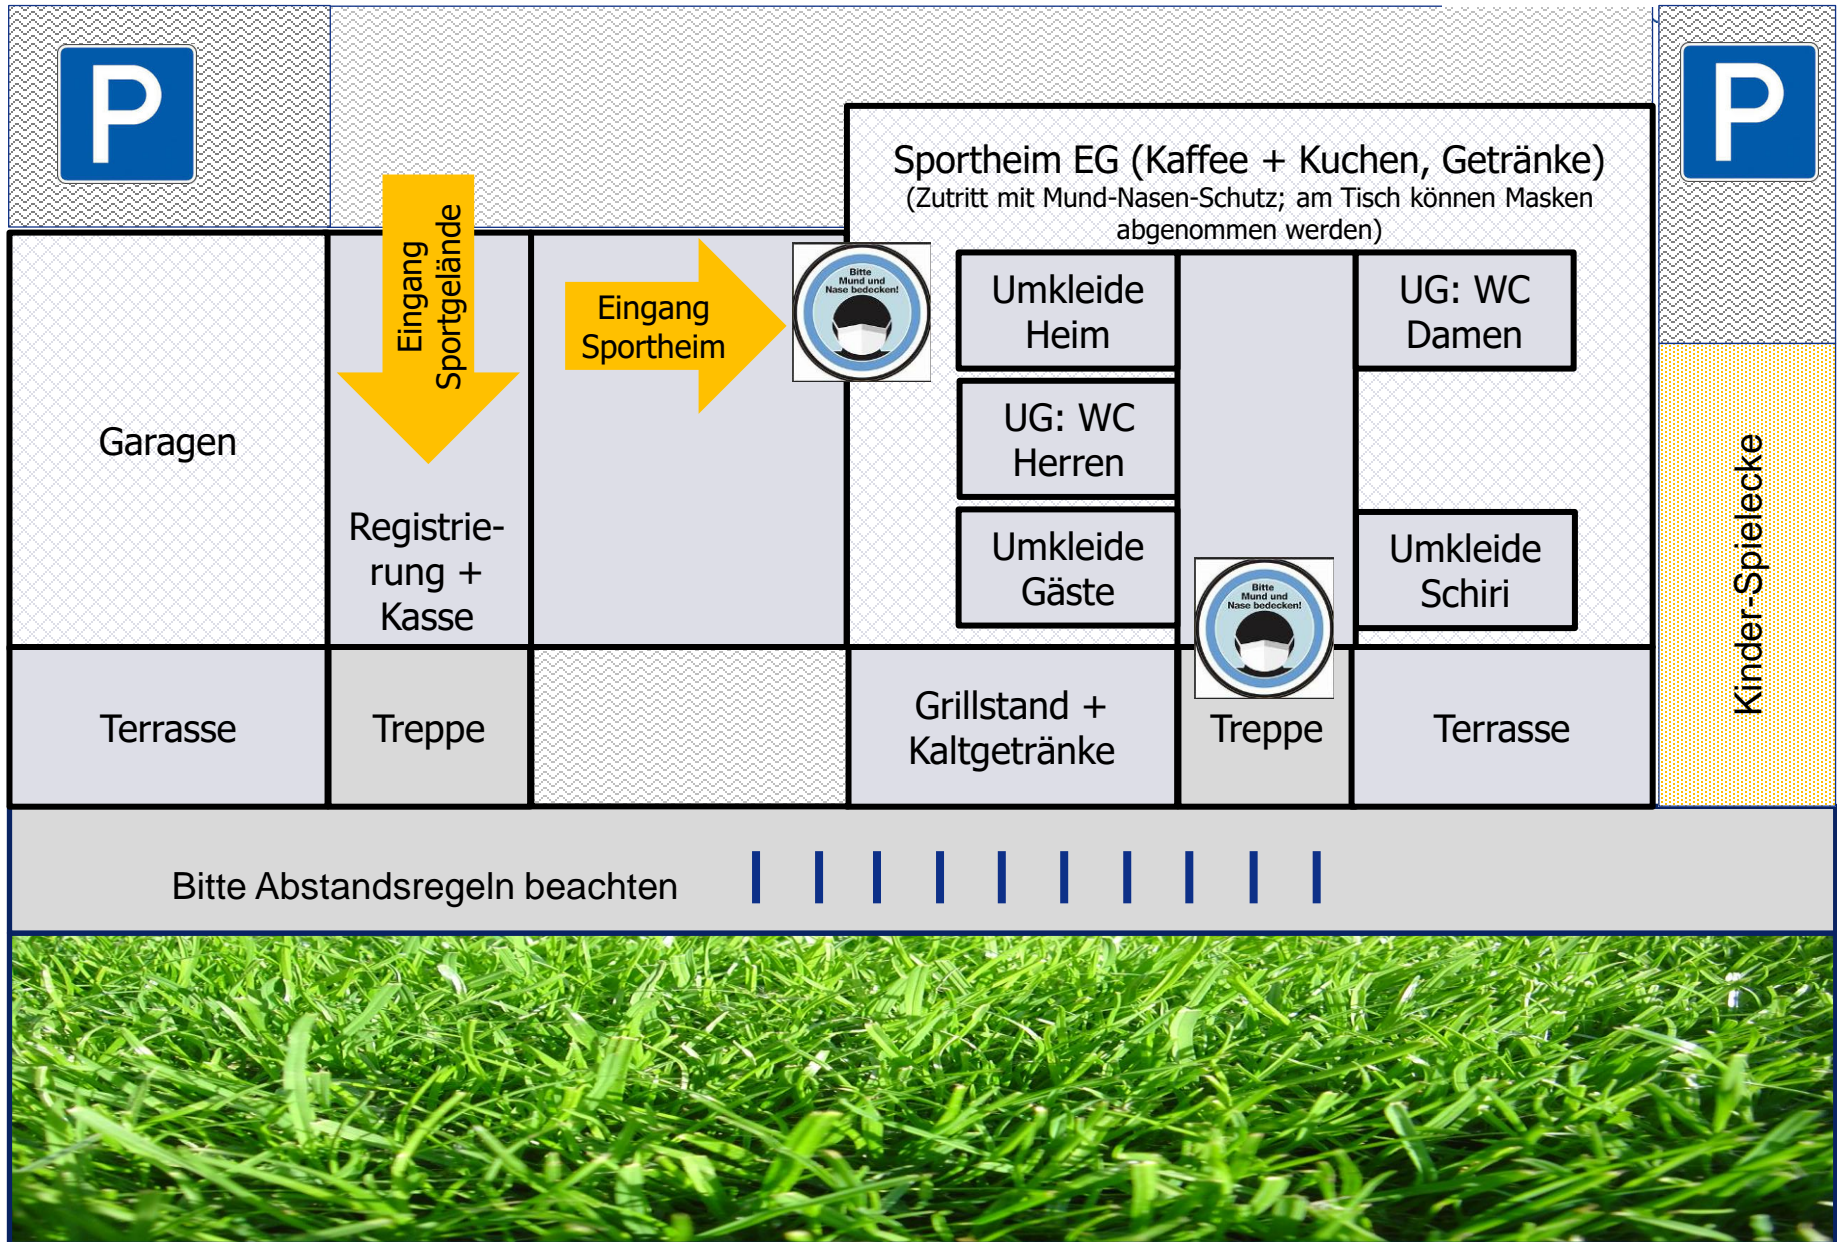 P
P
Sportheim EG (Kaffee + Kuchen, Getränke)
(Zutritt mit Mund-Nasen-Schutz; am Tisch können Masken
abgenommen werden)
Eingang
Sportgelände
Eingang
Sportheim
Bitte
Mund und
Nase bedecken!
Umkleide
Heim
UG: WC
Damen
Garagen
UG: WC
Herren
Registrie-
rung +
Kasse
Umkleide
Gäste
Bitte
Mund und
Nase bedecken!
Umkleide
Schiri
Kinder-Spielecke
Terrasse
Treppe
Grillstand +
Kaltgetränke
Treppe
Terrasse
Bitte Abstandsregeln beachten